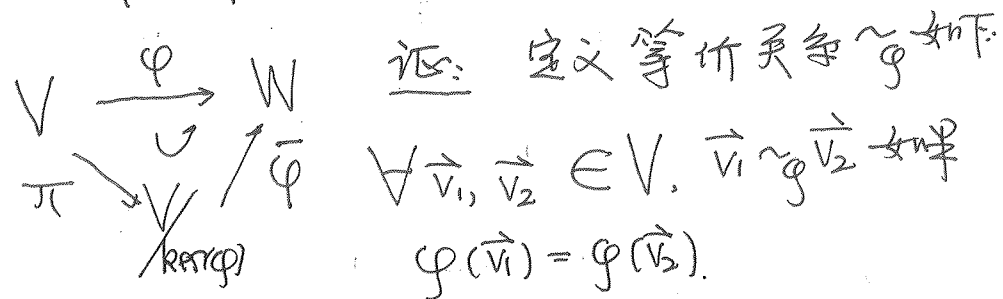 V φ W
π V/ker(φ) φ̄
证: 定义等价关系 ~φ 如下:
∀ v⃗₁, v⃗₂ ∈ V. v⃗₁ ~φ v⃗₂ 如果
φ(v⃗₁) = φ(v⃗₂).